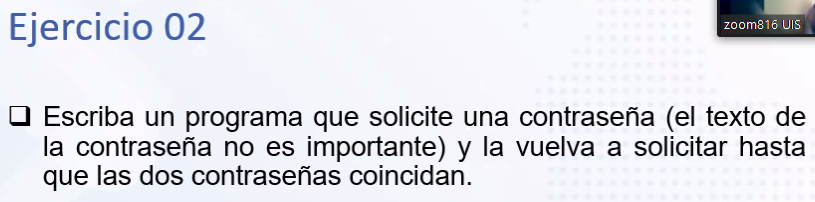 Ejercicio 02
zoom816 UIS
❑ Escriba un programa que solicite una contraseña (el texto de
la contraseña no es importante) y la vuelva a solicitar hasta
que las dos contraseñas coincidan.